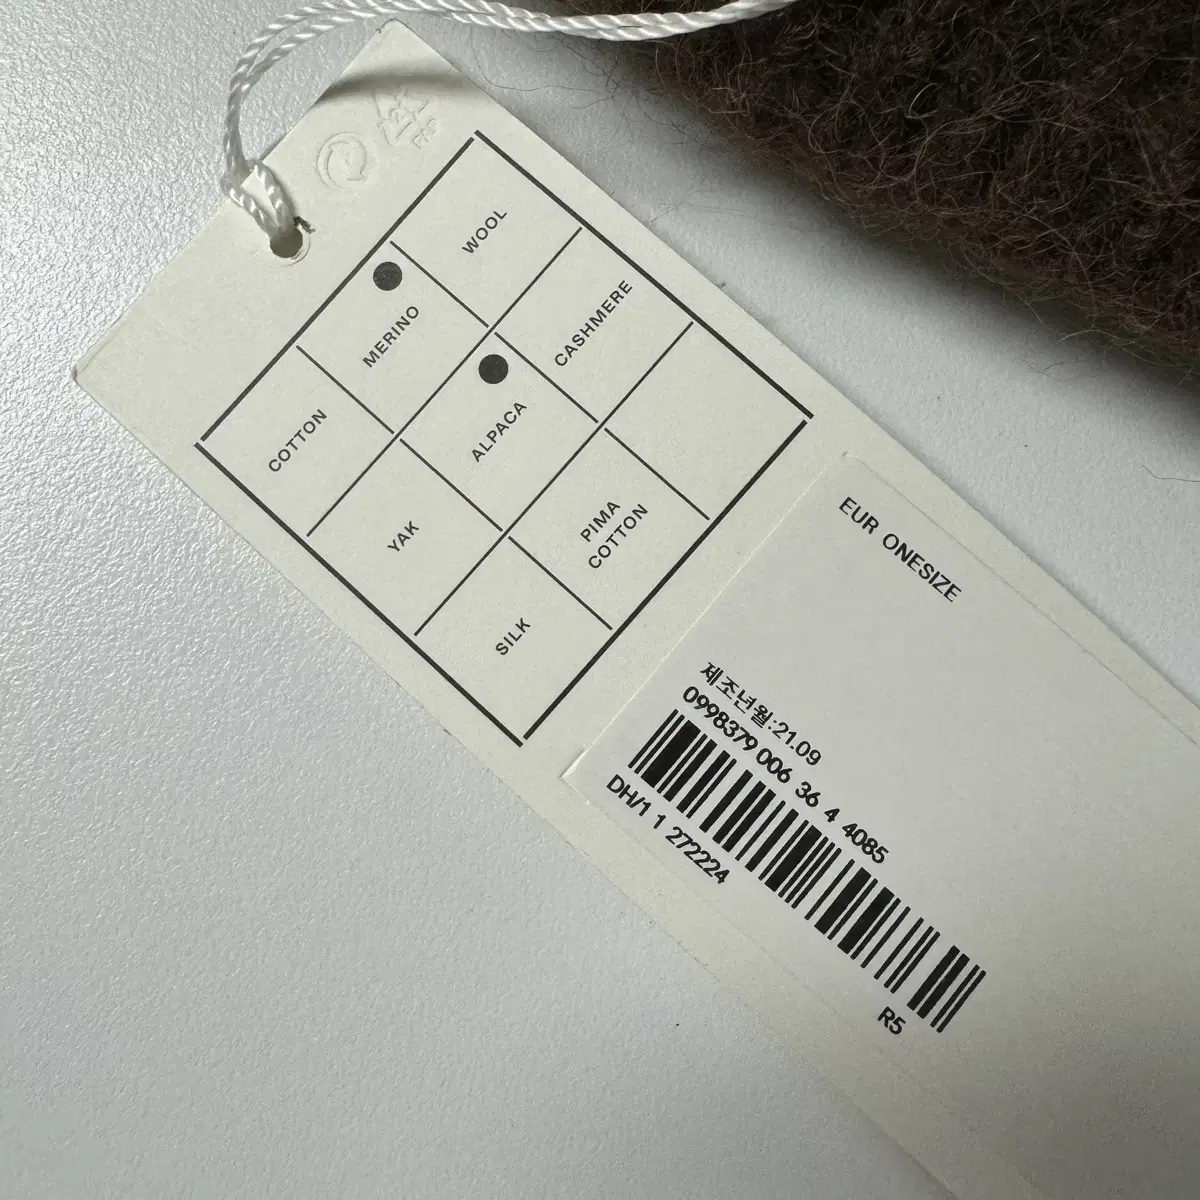 PAP
WOOL
MERINO
CASHMERE
COTTON
ALPACA
YAK
PIMA
COTTON
SILK
EUR ONESIZE
제조년월:21.09
0998379 006 36 4 4085
DH/1 1 272224
R5